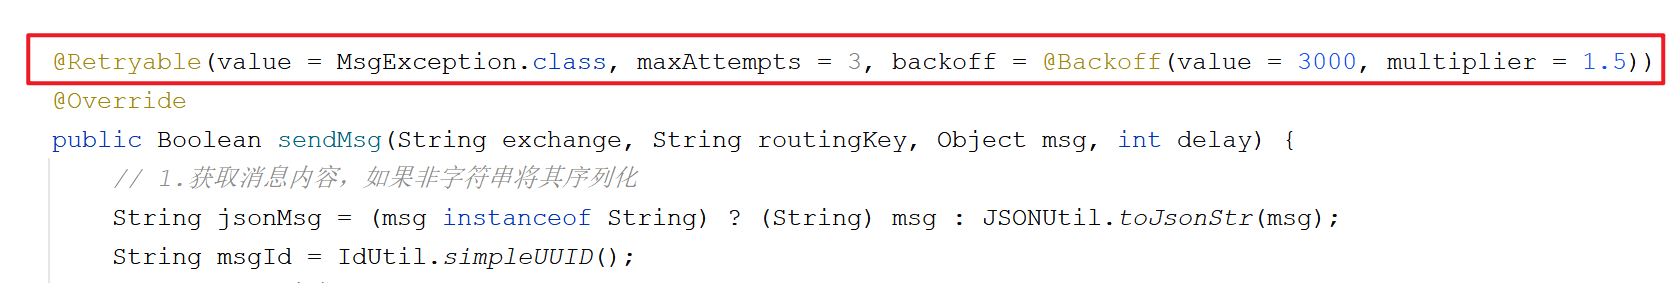 @Retryable(value = MsgException.class, maxAttempts = 3, backoff = @Backoff(value = 3000, multiplier = 1.5))
@Override
public Boolean sendMsg(String exchange, String routingKey, Object msg, int delay) {
// 1.获取消息内容，如果非字符串将其序列化
String jsonMsg = (msg instanceof String) ? (String) msg : JSONUtil.toJsonStr(msg);
String msgId = IdUtil.simpleUUID();